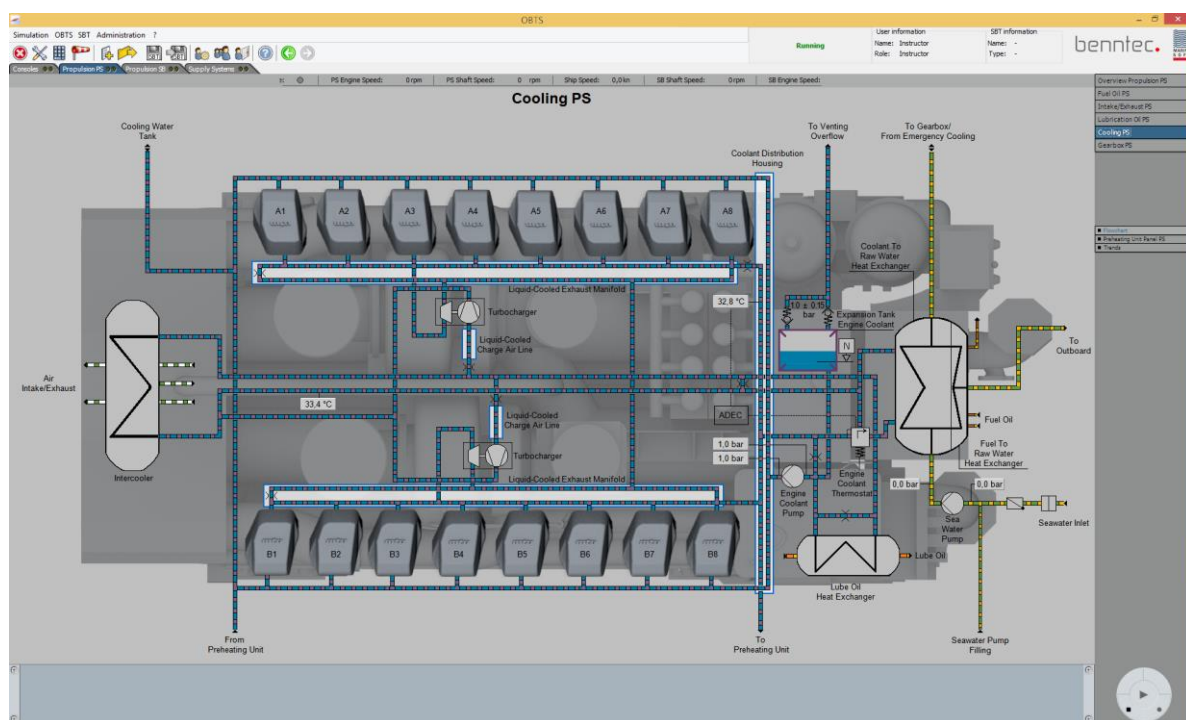 OBTS
Simulation OBTS SBT Administration ?
Running
User information
Name: Instructor
Role: Instructor
SBT information
Name: -
Type: -
benntec.
Consoles
Propulsion PS
Propulsion SB
Supply Systems
PS Engine Speed: 0 rpm
PS Shaft Speed: 0 rpm
Ship Speed: 0,0 kn
SB Shaft Speed: 0 rpm
SB Engine Speed:
Overview Propulsion PS
Fuel Oil PS
Intake/Exhaust PS
Lubrication Oil PS
Cooling PS
Gearbox PS
Flowchart
Preheating Unit Panel PS
Trends
Cooling PS
Cooling Water
Tank
To Venting
Overflow
To Gearbox/
From Emergency Cooling
Coolant Distribution
Housing
A1 A2 A3 A4 A5 A6 A7 A8
Coolant To
Raw Water
Heat Exchanger
Liquid-Cooled Exhaust Manifold
32,8 °C
1.0 ± 0.15
bar
Expansion Tank
Engine Coolant
N
Turbocharger
Liquid-Cooled
Charge Air Line
To
Outboard
Air
Intake/Exhaust
33,4 °C
ADEC
Liquid-Cooled
Charge Air Line
Fuel Oil
Fuel To
Raw Water
Heat Exchanger
1,0 bar
1,0 bar
Turbocharger
Intercooler
Liquid-Cooled Exhaust Manifold
Engine
Coolant
Pump
Engine
Coolant
Thermostat
0,0 bar
0,0 bar
Sea
Water
Pump
Seawater Inlet
B1 B2 B3 B4 B5 B6 B7 B8
Lube Oil
Lube Oil
Heat Exchanger
From
Preheating Unit
To
Preheating Unit
Seawater Pump
Filling